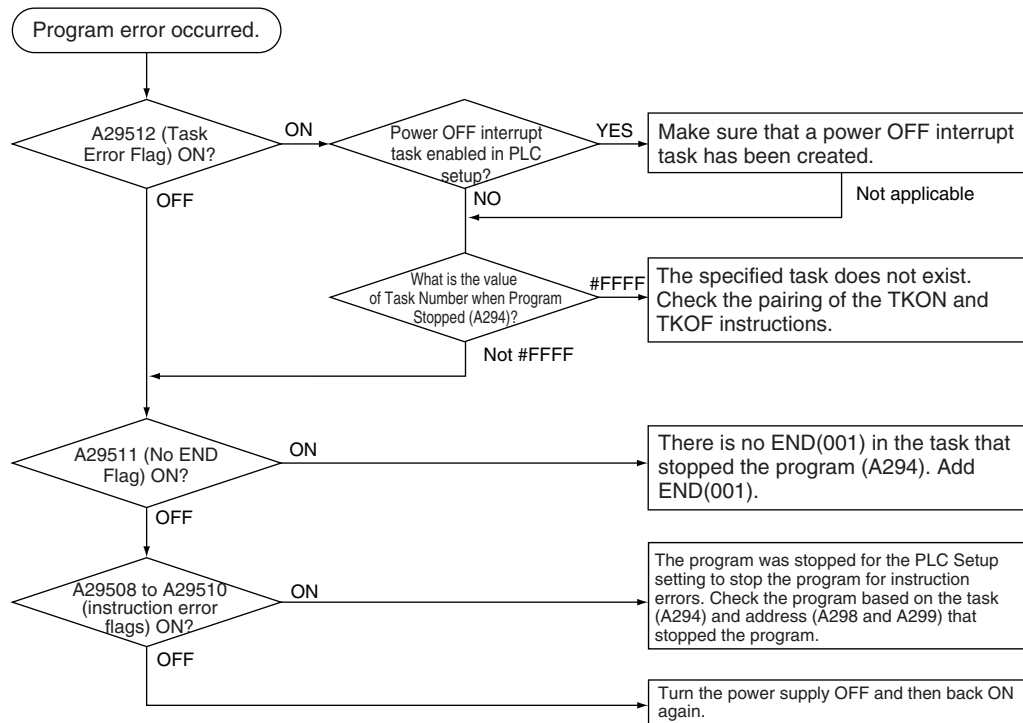 Program error occurred.
A29512 (Task
Error Flag) ON?
ON
OFF
Power OFF interrupt
task enabled in PLC
setup?
YES
NO
Make sure that a power OFF interrupt
task has been created.
Not applicable
What is the value
of Task Number when Program
Stopped (A294)?
#FFFF
Not #FFFF
The specified task does not exist.
Check the pairing of the TKON and
TKOF instructions.
A29511 (No END
Flag) ON?
ON
OFF
There is no END(001) in the task that
stopped the program (A294). Add
END(001).
A29508 to A29510
(instruction error
flags) ON?
ON
OFF
The program was stopped for the PLC Setup
setting to stop the program for instruction
errors. Check the program based on the task
(A294) and address (A298 and A299) that
stopped the program.
Turn the power supply OFF and then back ON
again.